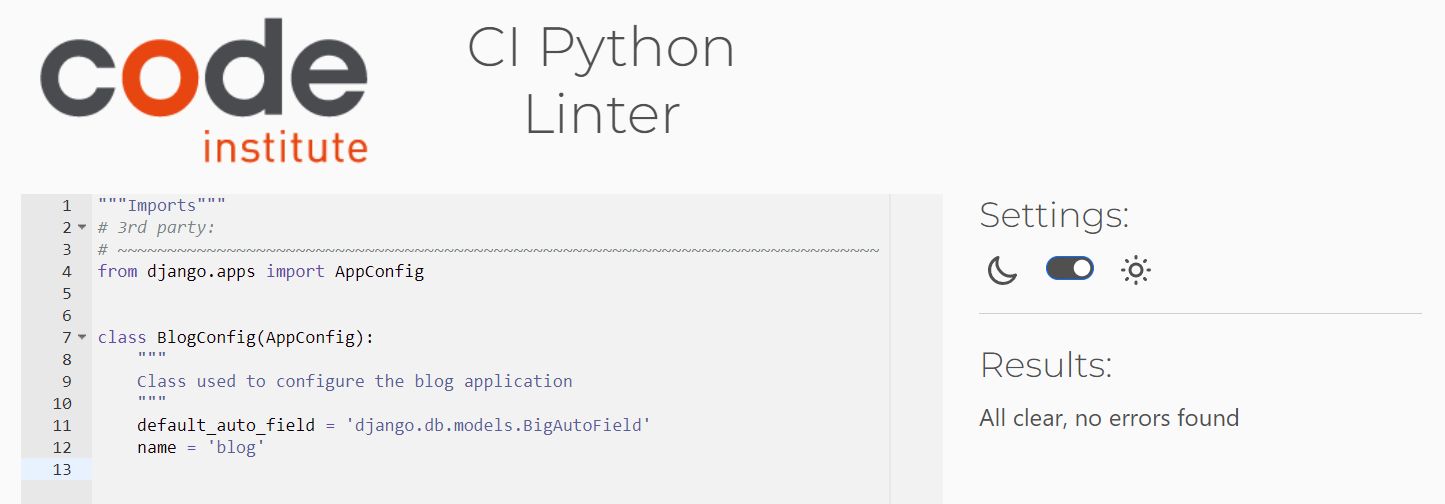 code
institute
CI Python
Linter
1 """Imports"""
2 # 3rd party:
3 # ~~~~~~~~~~~~~~~~~~~~~~~~~~~~~~~~~~~~~~~~~~~~~~~~~~~~~~~~~~~~~~~~~~~~~~~~~~~~~
4 from django.apps import AppConfig
5
6
7 class BlogConfig(AppConfig):
8     """
9     Class used to configure the blog application
10     """
11     default_auto_field = 'django.db.models.BigAutoField'
12     name = 'blog'
13
Settings:
Results:
All clear, no errors found